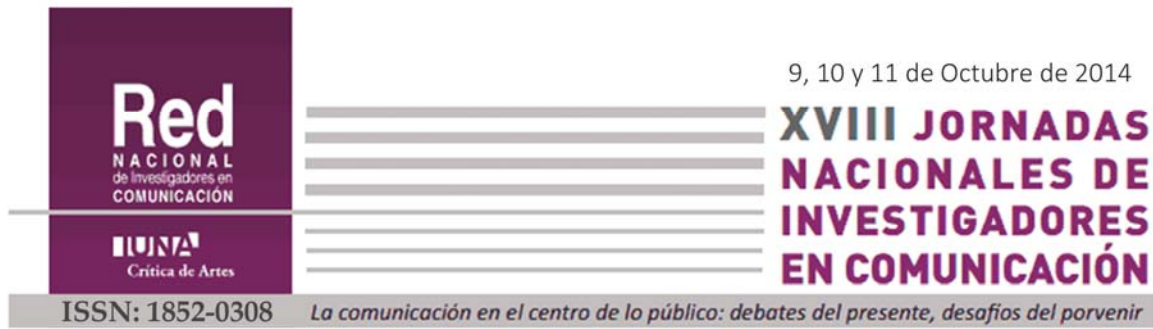 Red
NACIONAL
de Investigadores en
COMUNICACIÓN
IUNA
Crítica de Artes
ISSN: 1852-0308
9, 10 y 11 de Octubre de 2014
XVIII JORNADAS
NACIONALES DE
INVESTIGADORES
EN COMUNICACIÓN
La comunicación en el centro de lo público: debates del presente, desafíos del porvenir